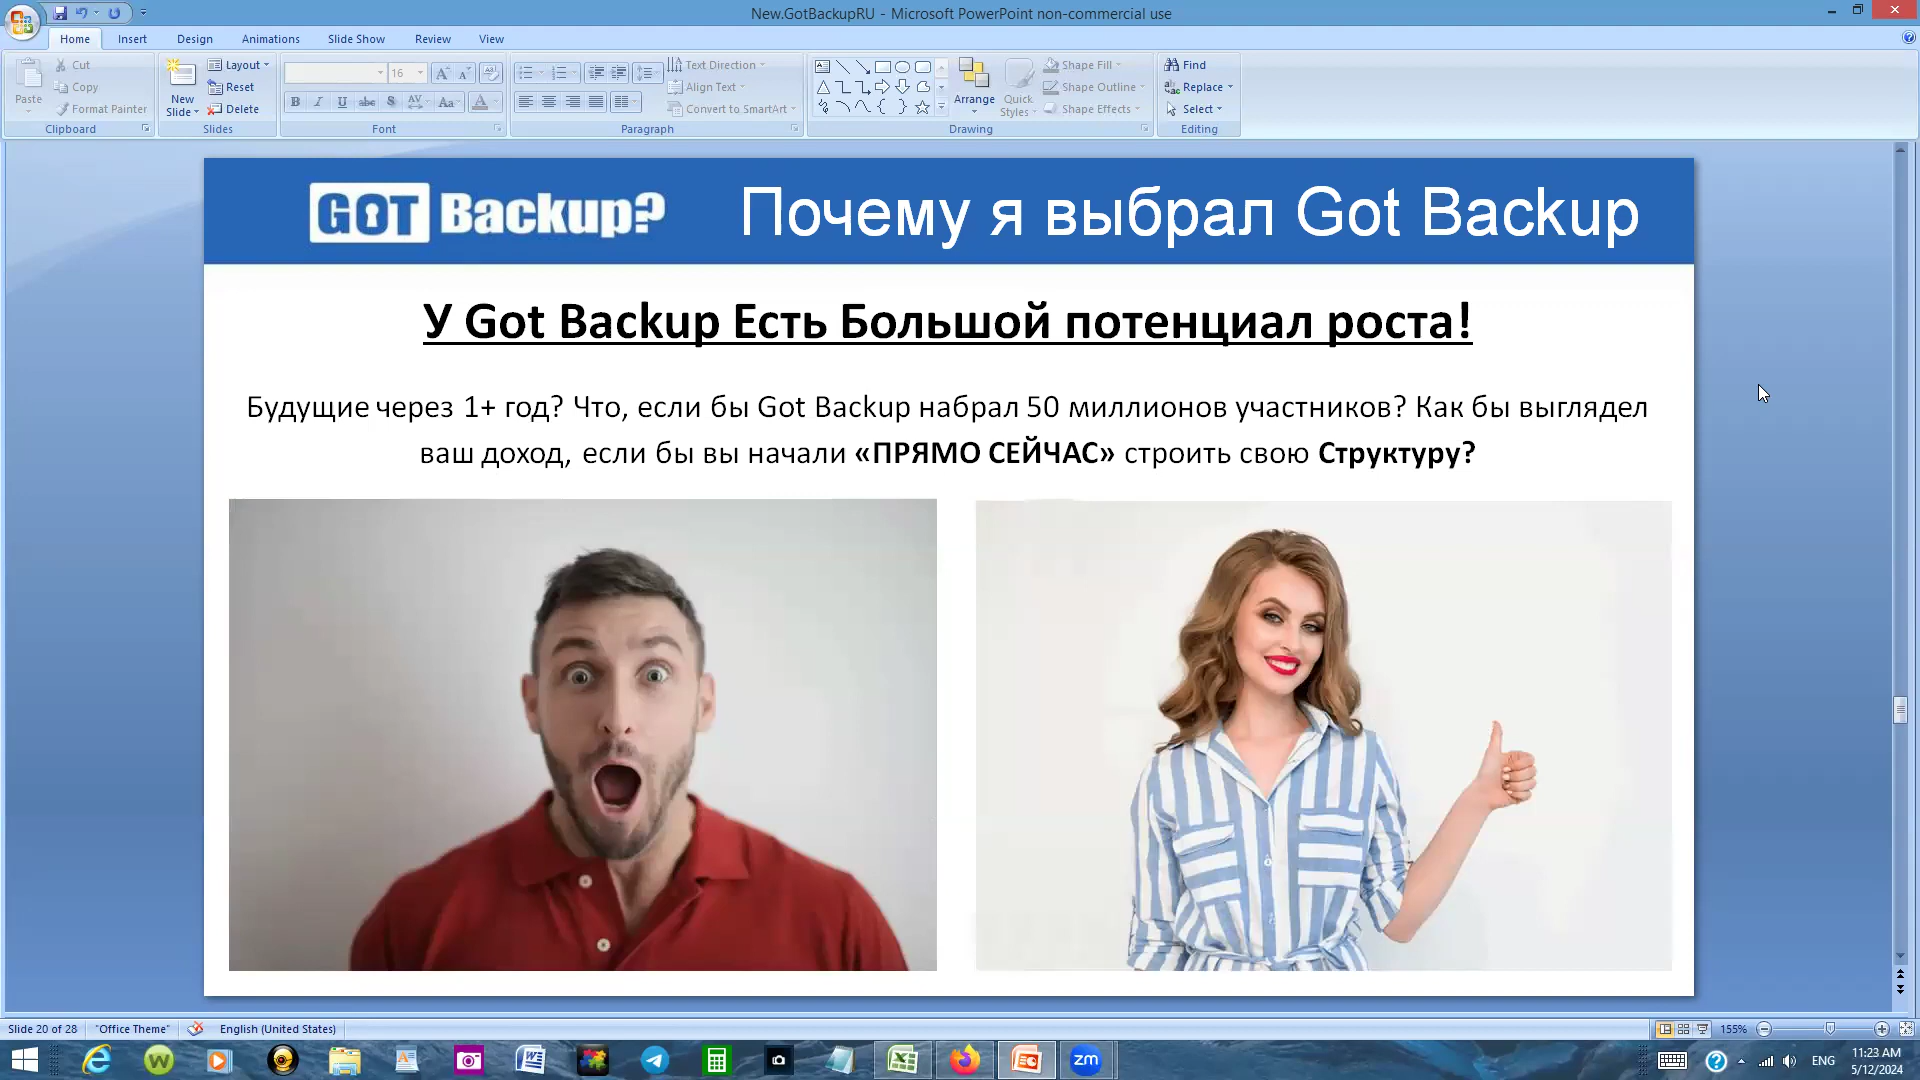 New.GotBackupRU - Microsoft PowerPoint non-commercial use
Home Insert Design Animations Slide Show Review View
Paste
Cut
Copy
Format Painter
Clipboard
New
Slide
Layout
Reset
Delete
Slides
16
Font
Text Direction
Align Text
Convert to SmartArt
Paragraph
Arrange
Quick
Styles
Shape Fill
Shape Outline
Shape Effects
Drawing
Find
Replace
Select
Editing
GOT Backup? Почему я выбрал Got Backup
У Got Backup Есть Большой потенциал роста!
Будущие через 1+ год? Что, если бы Got Backup набрал 50 миллионов участников? Как бы выглядел
ваш доход, если бы вы начали «ПРЯМО СЕЙЧАС» строить свою Структуру?
Slide 20 of 28 "Office Theme" English (United States) 155%
zm ENG 11:23 AM
5/12/2024